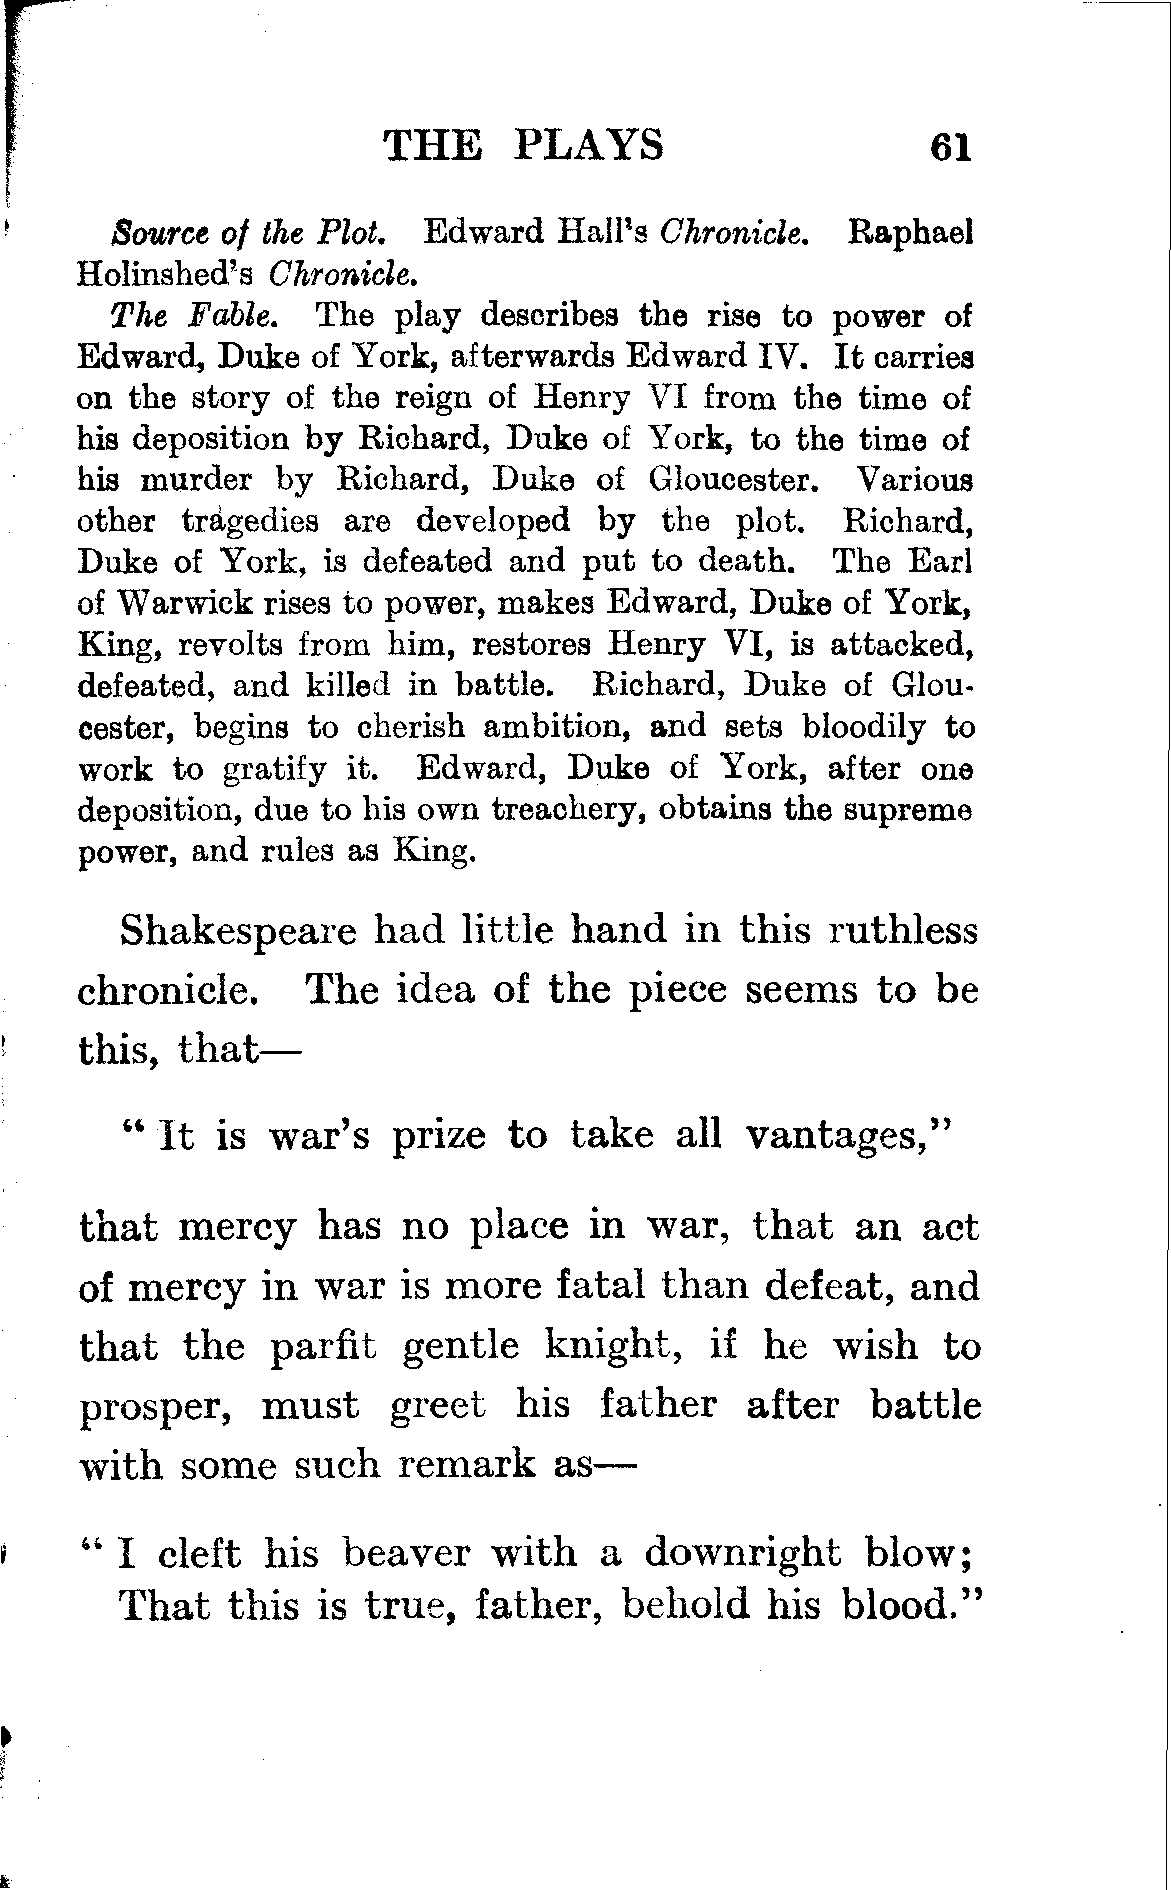 THE PLAYS 61
Source of the Plot. Edward Hall's Chronicle. Raphael
Holinshed's Chronicle.
The Fable. The play describes the rise to power of
Edward, Duke of York, afterwards Edward IV. It carries
on the story of the reign of Henry VI from the time of
his deposition by Richard, Duke of York, to the time of
his murder by Richard, Duke of Gloucester. Various
other tragedies are developed by the plot. Richard,
Duke of York, is defeated and put to death. The Earl
of Warwick rises to power, makes Edward, Duke of York,
King, revolts from him, restores Henry VI, is attacked,
defeated, and killed in battle. Richard, Duke of Glou-
cester, begins to cherish ambition, and sets bloodily to
work to gratify it. Edward, Duke of York, after one
deposition, due to his own treachery, obtains the supreme
power, and rules as King.
Shakespeare had little hand in this ruthless
chronicle. The idea of the piece seems to be
this, that—
“ It is war's prize to take all vantages,”
that mercy has no place in war, that an act
of mercy in war is more fatal than defeat, and
that the parfit gentle knight, if he wish to
prosper, must greet his father after battle
with some such remark as—
“ I cleft his beaver with a downright blow;
That this is true, father, behold his blood.”